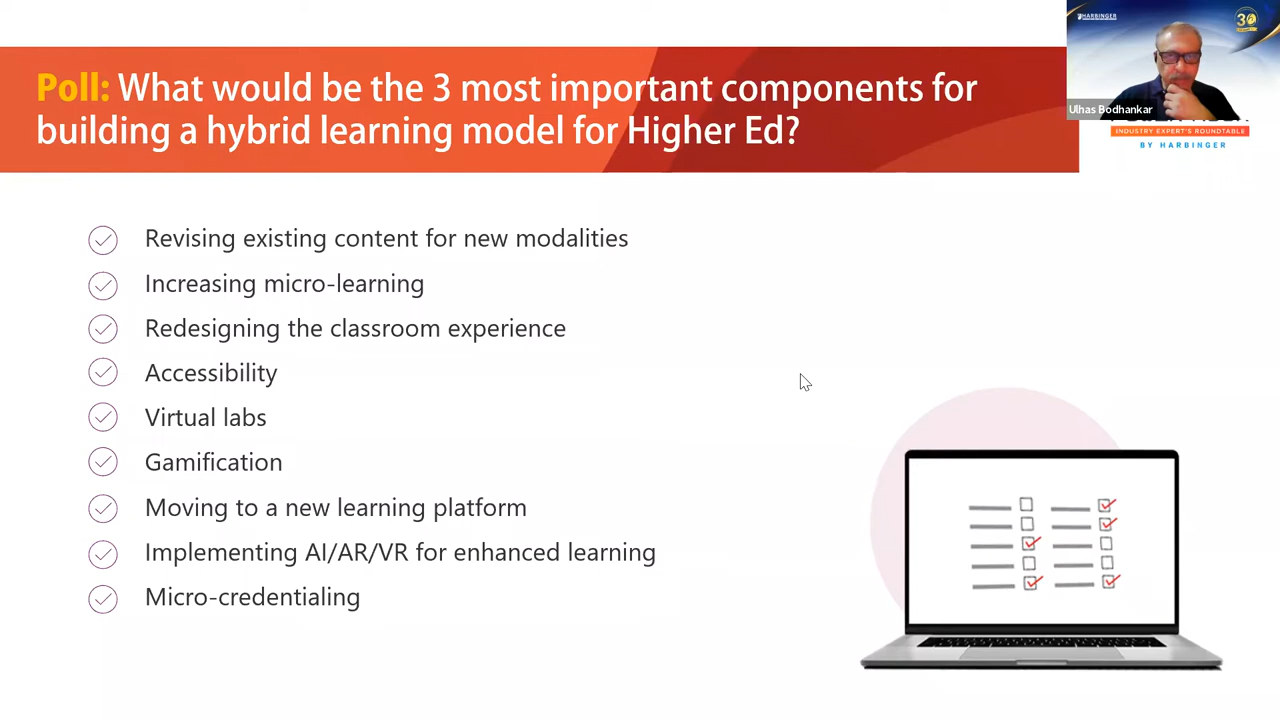 Poll: What would be the 3 most important components for
building a hybrid learning model for Higher Ed?
HARBINGER
30
Ulhas Bodhankar
INDUSTRY EXPERT'S ROUNDTABLE
BY HARBINGER
Revising existing content for new modalities
Increasing micro-learning
Redesigning the classroom experience
Accessibility
Virtual labs
Gamification
Moving to a new learning platform
Implementing AI/AR/VR for enhanced learning
Micro-credentialing